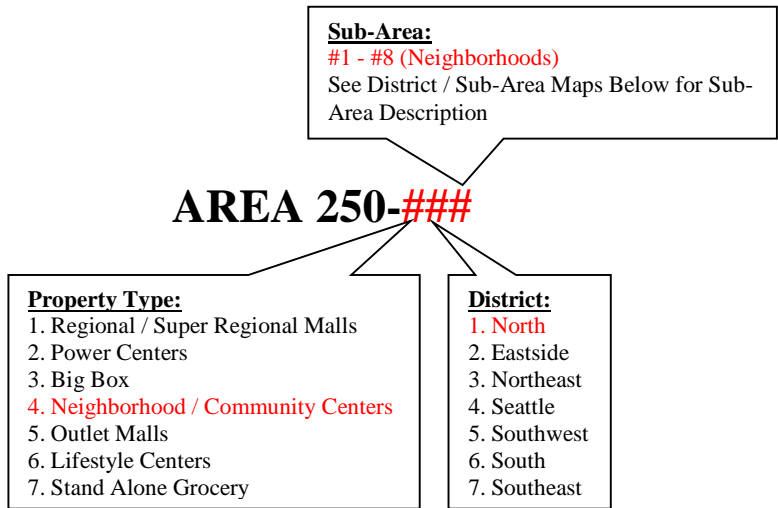 Sub-Area:
#1 - #8 (Neighborhoods)
See District / Sub-Area Maps Below for Sub-
Area Description
AREA 250-###
Property Type:
1. Regional / Super Regional Malls
2. Power Centers
3. Big Box
4. Neighborhood / Community Centers
5. Outlet Malls
6. Lifestyle Centers
7. Stand Alone Grocery
District:
1. North
2. Eastside
3. Northeast
4. Seattle
5. Southwest
6. South
7. Southeast